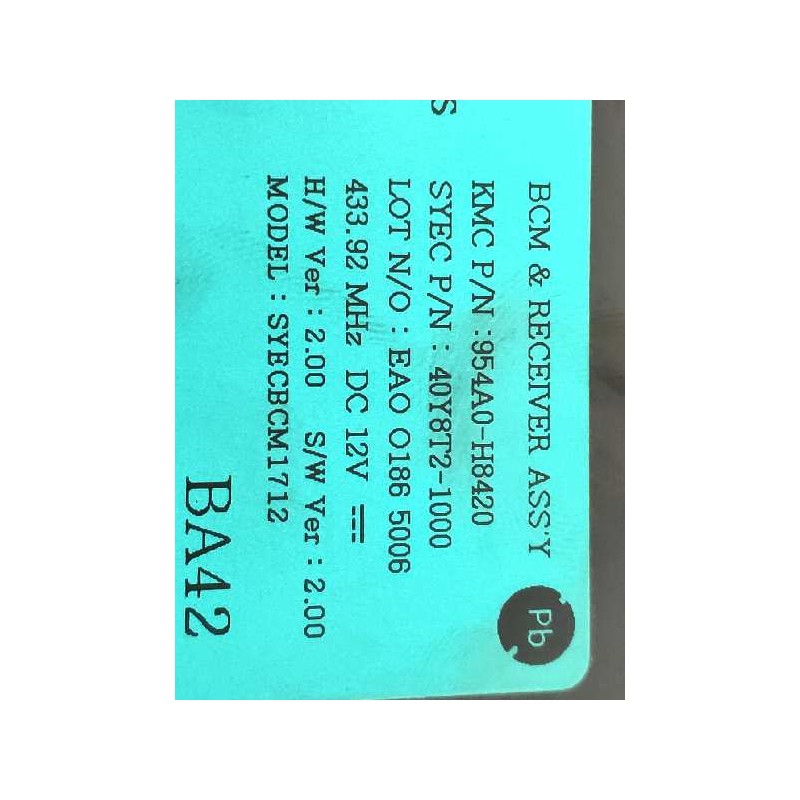 BCM & RECEIVER ASS'Y
KMC P/N :954A0-H8420
SYEC P/N : 40Y8T2-1000
LOT N/O : EAO O186 5006
433.92 MHz DC 12V
H/W Ver : 2.00 S/W Ver : 2.00
MODEL : SYECBCM1712
BA42
Pb
S